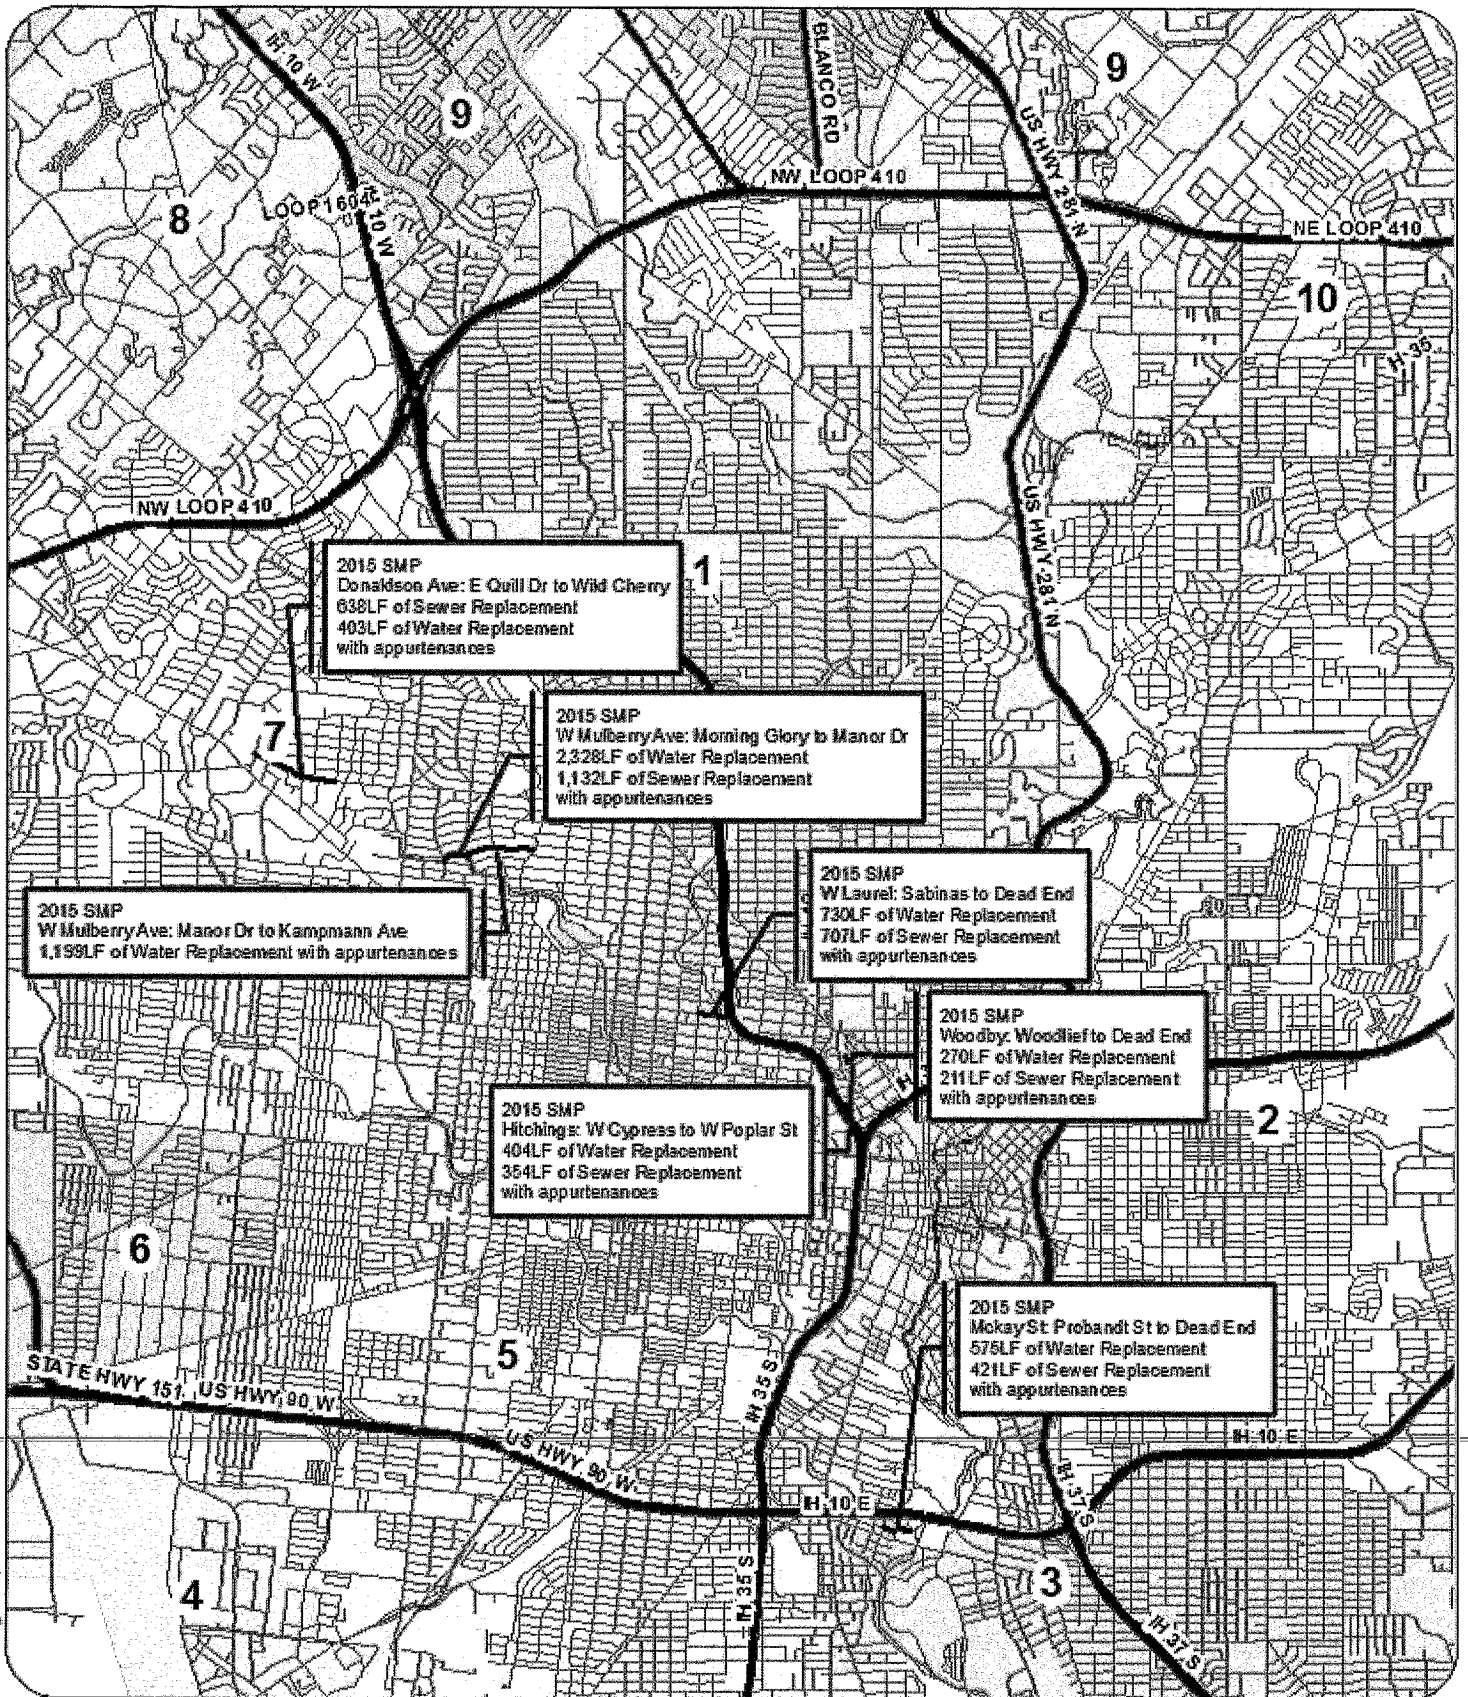 IH 10 W
BLANCO RD
9
9
US HWY 281 N
NW LOOP 410
8
LOOP 1604
IH 10 W
NE LOOP 410
10
IH 35
NW LOOP 410
US HWY 281 N
1
2015 SMP
Donaldson Ave: E Quill Dr to Wild Cherry
638LF of Sewer Replacement
403LF of Water Replacement
with appurtenances
7
2015 SMP
W Mulberry Ave: Morning Glory to Manor Dr
2,328LF of Water Replacement
1,132LF of Sewer Replacement
with appurtenances
2015 SMP
W Laurel: Sabinas to Dead End
730LF of Water Replacement
707LF of Sewer Replacement
with appurtenances
2015 SMP
W Mulberry Ave: Manor Dr to Kampmann Ave
1,199LF of Water Replacement with appurtenances
2015 SMP
Woodby: Woodlief to Dead End
270LF of Water Replacement
211LF of Sewer Replacement
with appurtenances
2
2015 SMP
Hitchings: W Cypress to W Poplar St
404LF of Water Replacement
354LF of Sewer Replacement
with appurtenances
6
2015 SMP
Mckay St: Probandt St to Dead End
575LF of Water Replacement
421LF of Sewer Replacement
with appurtenances
5
STATE HWY 151
US HWY 90 W
IH 35 S
US HWY 90 W
IH 10 E
IH 10 E
IH 37 S
IH 35 S
4
3
IH 37 S